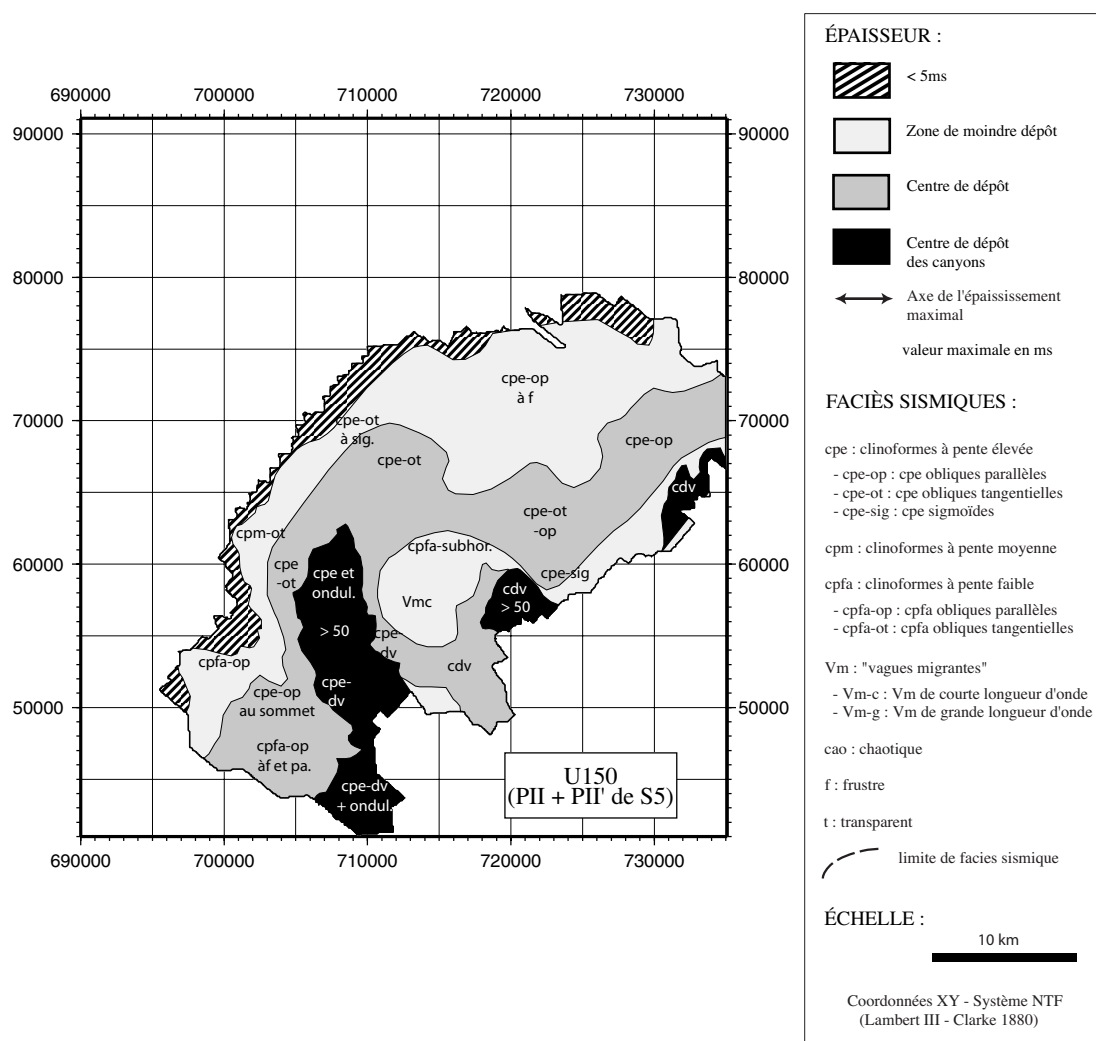 690000 700000 710000 720000 730000
90000 90000
80000 80000
cpe-op
à f
70000 70000
cpe-ot
à sig.
cpe-op
cpe-ot
cdv
cpe-ot
-op
cpm-ot
cpfa-subhor.
60000 60000
cpe
-ot
cpe et
ondul.
cpe-sig
Vmc
cdv
> 50
> 50
cpe-
dv
cpfa-op
cdv
cpe-
dv
cpe-op
au sommet
50000 50000
cpfa-op
àf et pa.
cpe-dv
+ ondul.
U150
(PII + PII' de S5)
690000 700000 710000 720000 730000
ÉPAISSEUR :
< 5ms
Zone de moindre dépôt
Centre de dépôt
Centre de dépôt
des canyons
Axe de l'épaississement
maximal
valeur maximale en ms
FACIÈS SISMIQUES :
cpe : clinoformes à pente élevée
- cpe-op : cpe obliques parallèles
- cpe-ot : cpe obliques tangentielles
- cpe-sig : cpe sigmoïdes
cpm : clinoformes à pente moyenne
cpfa : clinoformes à pente faible
- cpfa-op : cpfa obliques parallèles
- cpfa-ot : cpfa obliques tangentielles
Vm : "vagues migrantes"
- Vm-c : Vm de courte longueur d'onde
- Vm-g : Vm de grande longueur d'onde
cao : chaotique
f : frustre
t : transparent
limite de facies sismique
ÉCHELLE :
10 km
Coordonnées XY - Système NTF
(Lambert III - Clarke 1880)